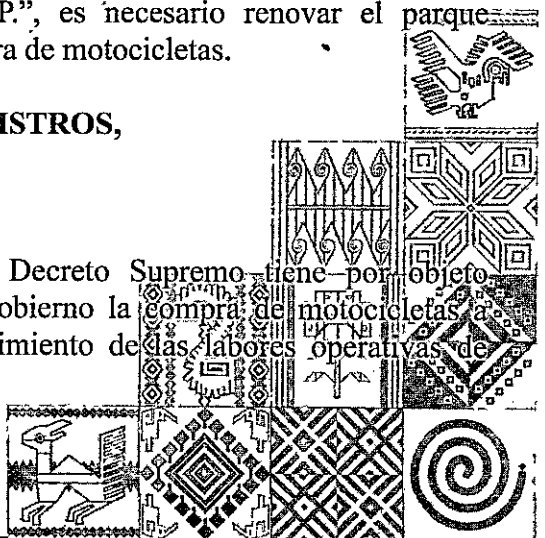 P.”, es necesario renovar el parque
ra de motocicletas.
ISTROS,
Decreto Supremo tiene por objeto
obierno la compra de motocicletas a
imiento de las labores operativas de